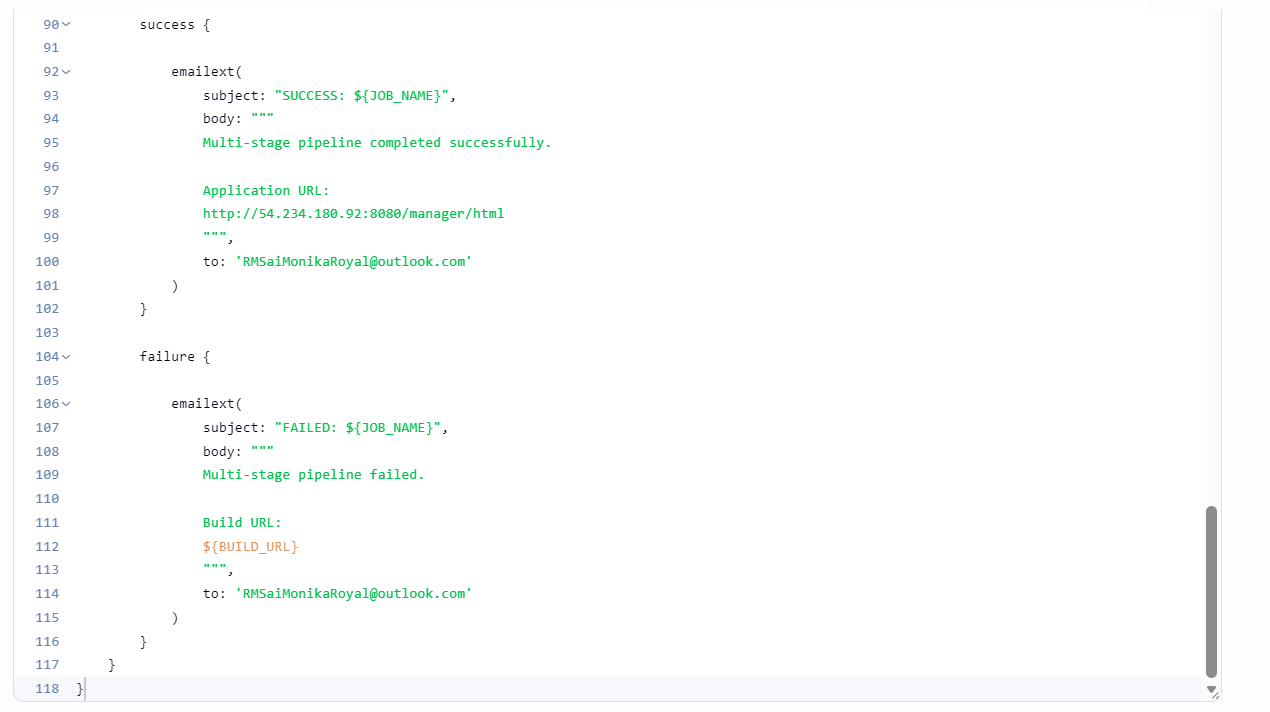 90 success {
91
92 emailext(
93 subject: "SUCCESS: ${JOB_NAME}",
94 body: """
95 Multi-stage pipeline completed successfully.
96
97 Application URL:
98 http://54.234.180.92:8080/manager/html
99 """,
100 to: 'RMSaiMonikaRoyal@outlook.com'
101 )
102 }
103
104 failure {
105
106 emailext(
107 subject: "FAILED: ${JOB_NAME}",
108 body: """
109 Multi-stage pipeline failed.
110
111 Build URL:
112 ${BUILD_URL}
113 """,
114 to: 'RMSaiMonikaRoyal@outlook.com'
115 )
116 }
117 }
118 }